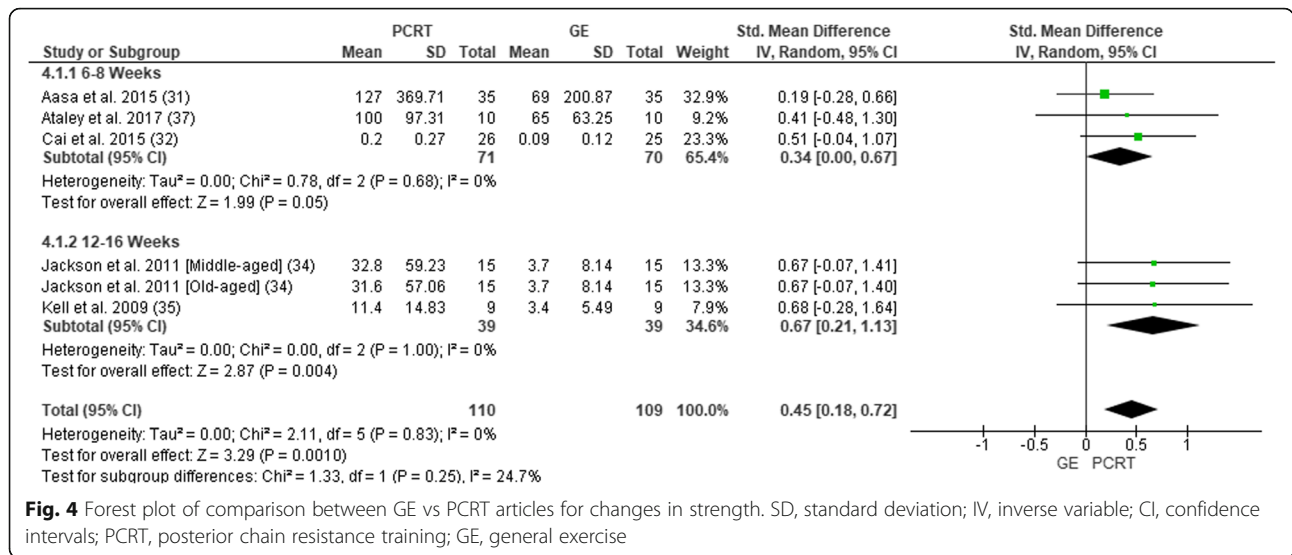 PCRT GE Std. Mean Difference Std. Mean Difference
Study or Subgroup Mean SD Total Mean SD Total Weight IV, Random, 95% CI IV, Random, 95% CI
4.1.1 6-8 Weeks
Aasa et al. 2015 (31) 127 369.71 35 69 200.87 35 32.9% 0.19 [-0.28, 0.66]
Ataley et al. 2017 (37) 100 97.31 10 65 63.25 10 9.2% 0.41 [-0.48, 1.30]
Cai et al. 2015 (32) 0.2 0.27 26 0.09 0.12 25 23.3% 0.51 [-0.04, 1.07]
Subtotal (95% CI) 71 70 65.4% 0.34 [0.00, 0.67]
Heterogeneity: Tau² = 0.00; Chi² = 0.78, df = 2 (P = 0.68); I² = 0%
Test for overall effect: Z = 1.99 (P = 0.05)
4.1.2 12-16 Weeks
Jackson et al. 2011 [Middle-aged] (34) 32.8 59.23 15 3.7 8.14 15 13.3% 0.67 [-0.07, 1.41]
Jackson et al. 2011 [Old-aged] (34) 31.6 57.06 15 3.7 8.14 15 13.3% 0.67 [-0.07, 1.40]
Kell et al. 2009 (35) 11.4 14.83 9 3.4 5.49 9 7.9% 0.68 [-0.28, 1.64]
Subtotal (95% CI) 39 39 34.6% 0.67 [0.21, 1.13]
Heterogeneity: Tau² = 0.00; Chi² = 0.00, df = 2 (P = 1.00); I² = 0%
Test for overall effect: Z = 2.87 (P = 0.004)
Total (95% CI) 110 109 100.0% 0.45 [0.18, 0.72]
Heterogeneity: Tau² = 0.00; Chi² = 2.11, df = 5 (P = 0.83); I² = 0%
Test for overall effect: Z = 3.29 (P = 0.0010)
Test for subgroup differences: Chi² = 1.33, df = 1 (P = 0.25), I² = 24.7%
-1 -0.5 0 0.5 1
GE PCRT
Fig. 4 Forest plot of comparison between GE vs PCRT articles for changes in strength. SD, standard deviation; IV, inverse variable; CI, confidence
intervals; PCRT, posterior chain resistance training; GE, general exercise